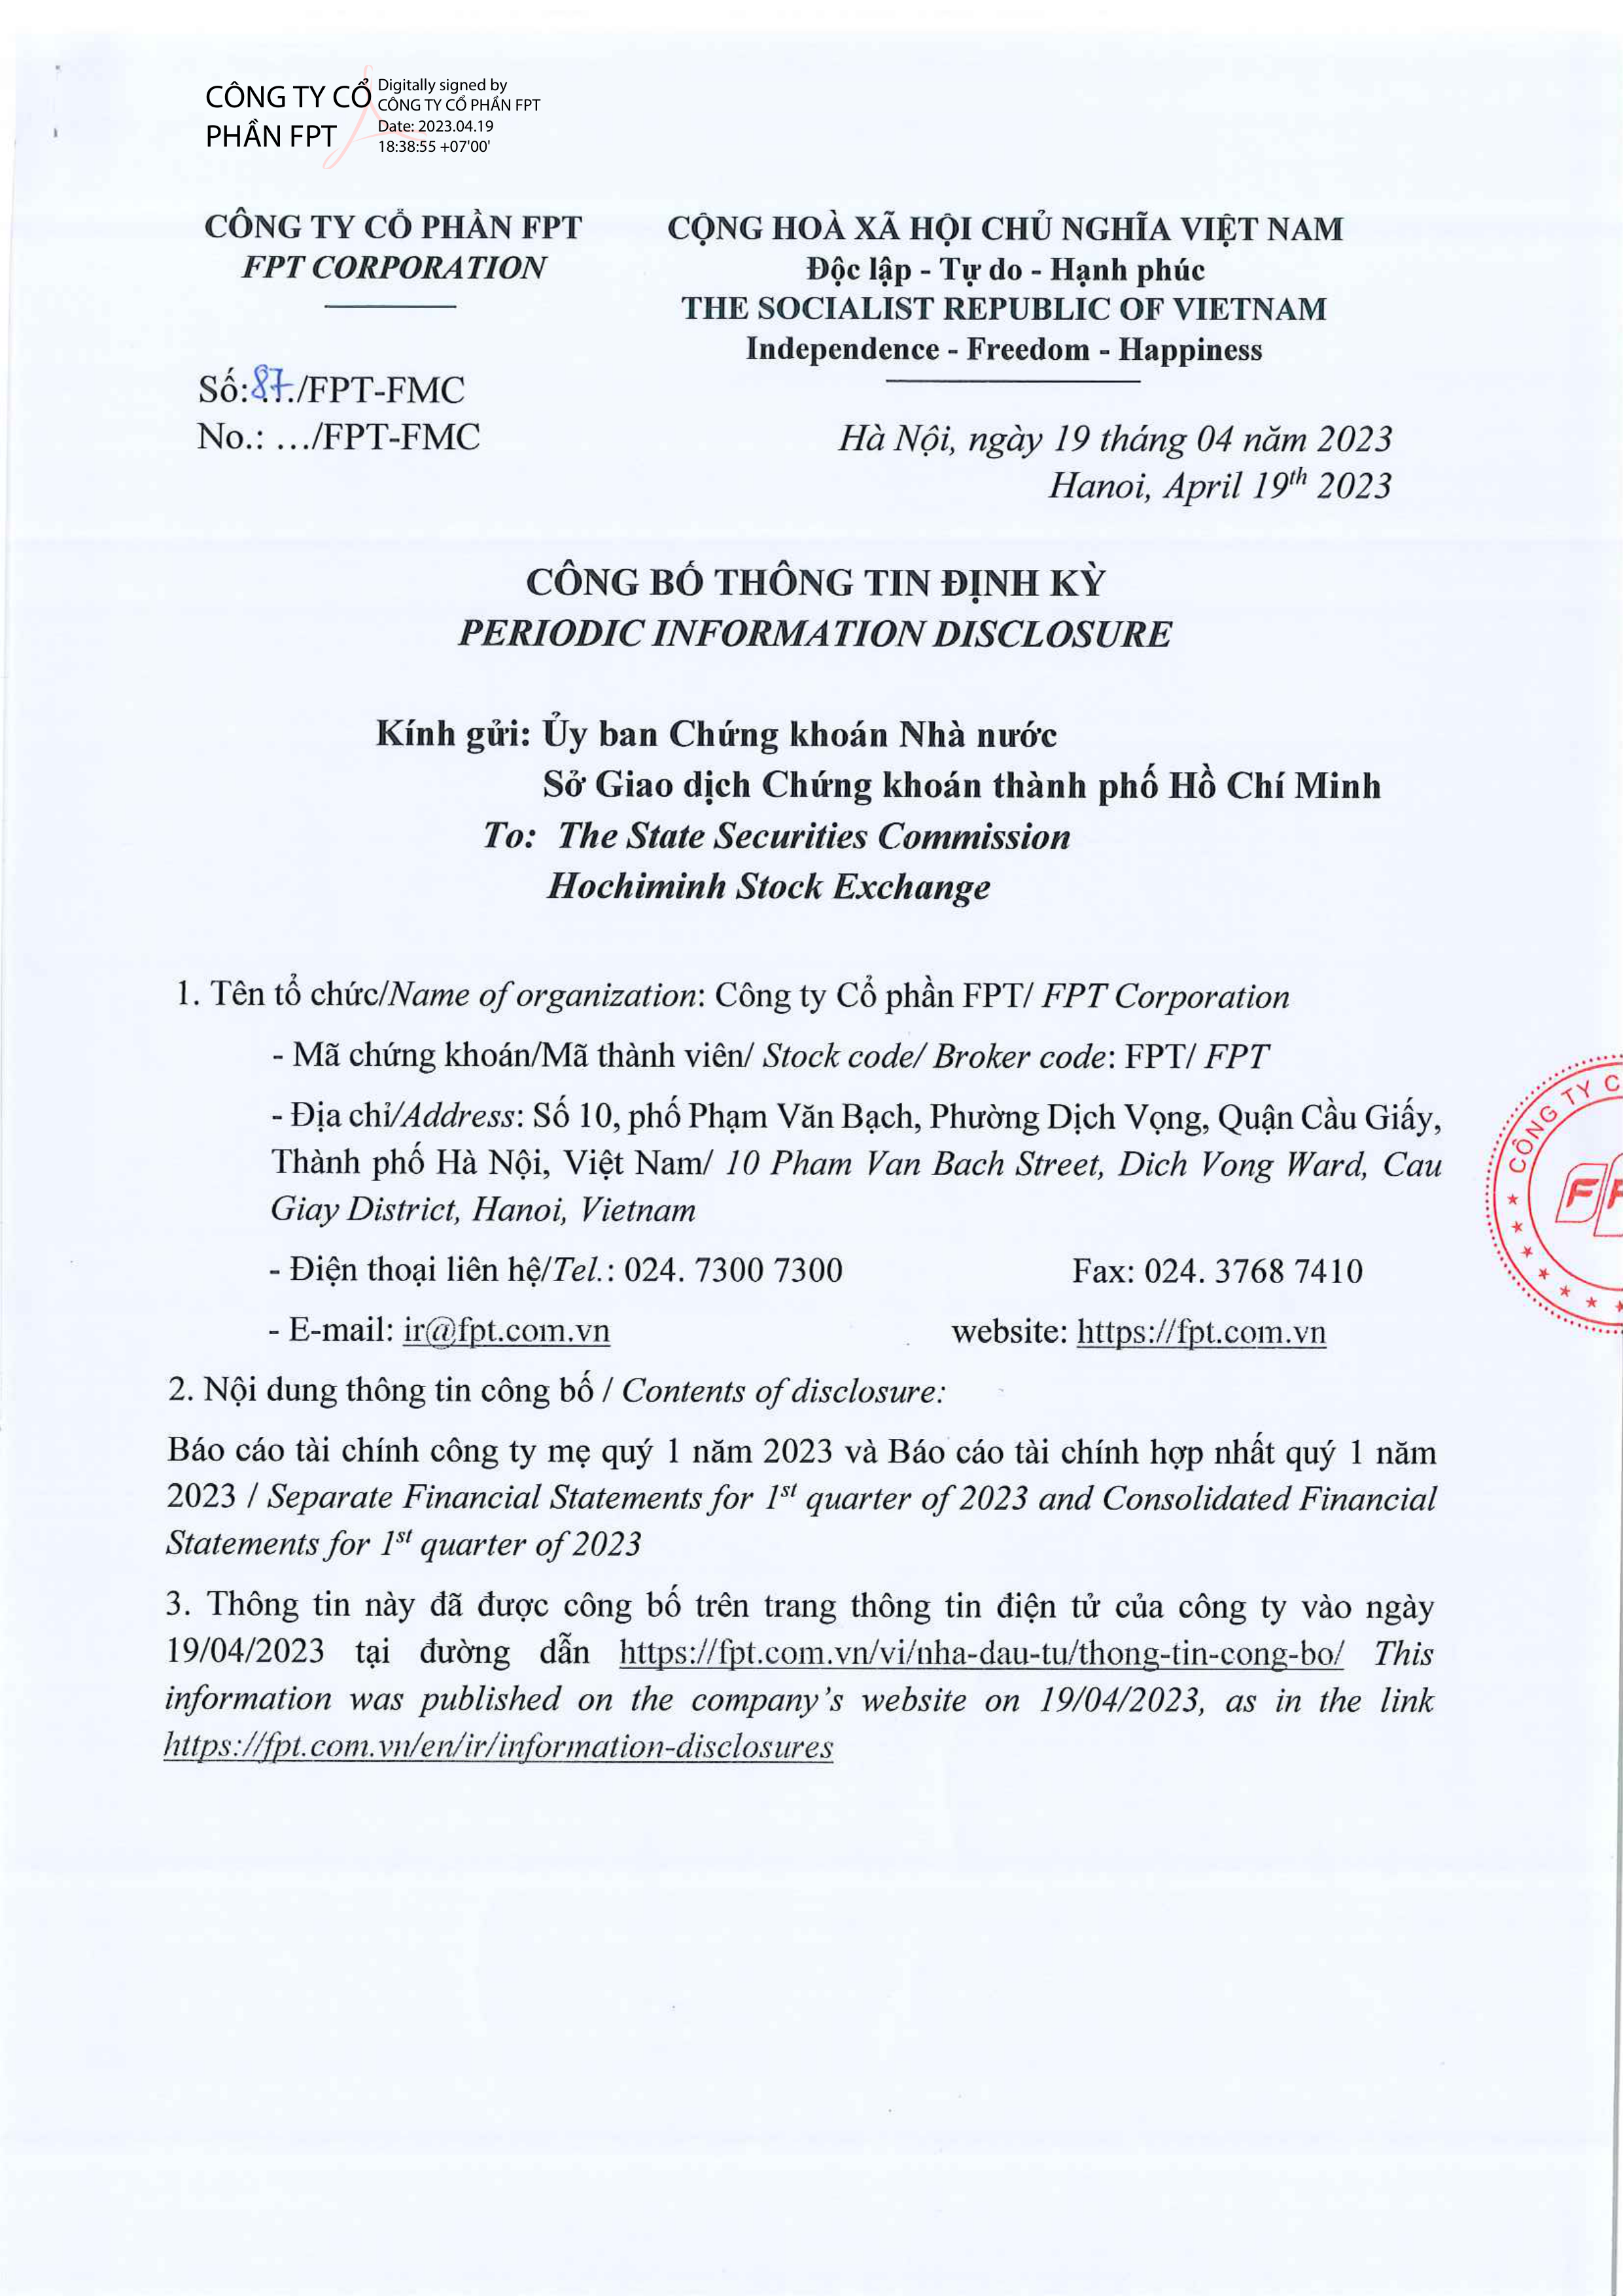 CÔNG TY CỔ
PHẦN FPT
Digitally signed by
CÔNG TY CỔ PHẦN FPT
Date: 2023.04.19
18:38:55 +07'00'
CÔNG TY CỔ PHẦN FPT
FPT CORPORATION
CỘNG HOÀ XÃ HỘI CHỦ NGHĨA VIỆT NAM
Độc lập - Tự do - Hạnh phúc
THE SOCIALIST REPUBLIC OF VIETNAM
Independence - Freedom - Happiness
Số:87.../FPT-FMC
No.: .../FPT-FMC
Hà Nội, ngày 19 tháng 04 năm 2023
Hanoi, April 19th 2023
CÔNG BỐ THÔNG TIN ĐỊNH KỲ
PERIODIC INFORMATION DISCLOSURE
Kính gửi: Ủy ban Chứng khoán Nhà nước
Sở Giao dịch Chứng khoán thành phố Hồ Chí Minh
To: The State Securities Commission
Hochiminh Stock Exchange
1. Tên tổ chức/Name of organization: Công ty Cổ phần FPT/ FPT Corporation
- Mã chứng khoán/Mã thành viên/ Stock code/ Broker code: FPT/ FPT
- Địa chỉ/Address: Số 10, phố Phạm Văn Bạch, Phường Dịch Vọng, Quận Cầu Giấy,
Thành phố Hà Nội, Việt Nam/ 10 Pham Van Bach Street, Dich Vong Ward, Cau
Giay District, Hanoi, Vietnam
- Điện thoại liên hệ/Tel.: 024. 7300 7300 Fax: 024. 3768 7410
- E-mail: ir@fpt.com.vn website: https://fpt.com.vn
2. Nội dung thông tin công bố / Contents of disclosure:
Báo cáo tài chính công ty mẹ quý 1 năm 2023 và Báo cáo tài chính hợp nhất quý 1 năm
2023 / Separate Financial Statements for 1st quarter of 2023 and Consolidated Financial
Statements for 1st quarter of 2023
3. Thông tin này đã được công bố trên trang thông tin điện tử của công ty vào ngày
19/04/2023 tại đường dẫn https://fpt.com.vn/vi/nha-dau-tu/thong-tin-cong-bo/ This
information was published on the company's website on 19/04/2023, as in the link
https://fpt.com.vn/en/ir/information-disclosures
CÔNG TY C